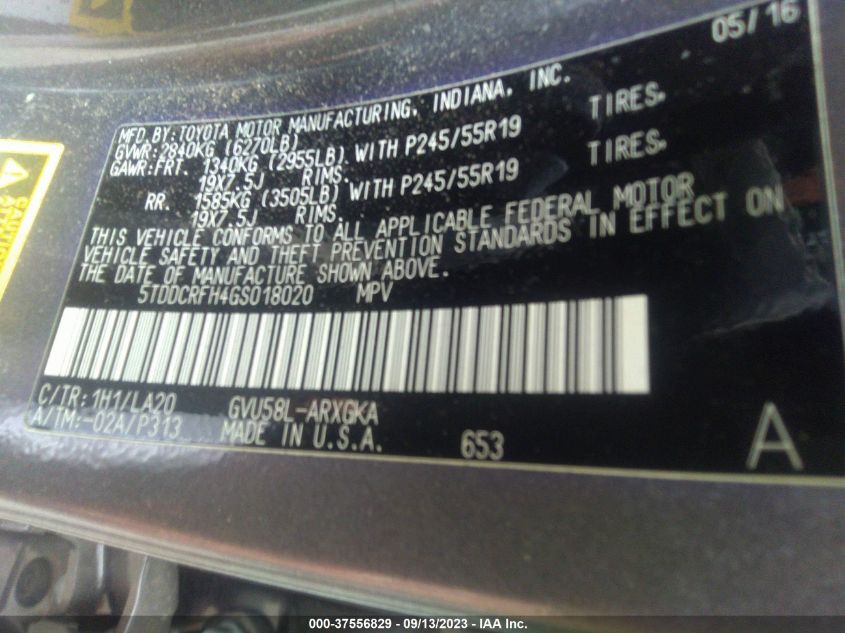 05/16
MFD.BY:TOYOTA MOTOR MANUFACTURING, INDIANA, INC.
GVWR:2840KG (6270LB)
GAWR:FRT. 1340KG (2955LB) WITH P245/55R19 TIRES.
19X7.5J RIMS.
RR. 1585KG (3505LB) WITH P245/55R19 TIRES.
19X7.5J RIMS.
THIS VEHICLE CONFORMS TO ALL APPLICABLE FEDERAL MOTOR
VEHICLE SAFETY AND THEFT PREVENTION STANDARDS IN EFFECT ON
THE DATE OF MANUFACTURE SHOWN ABOVE.
5TDDCRFH4GS018020 MPV
C/TR:1H1/LA20 GVU58L-ARXGKA
A/TM:-02A/P313 MADE IN U.S.A. 653
A
000-37556829 - 09/13/2023 - IAA Inc.